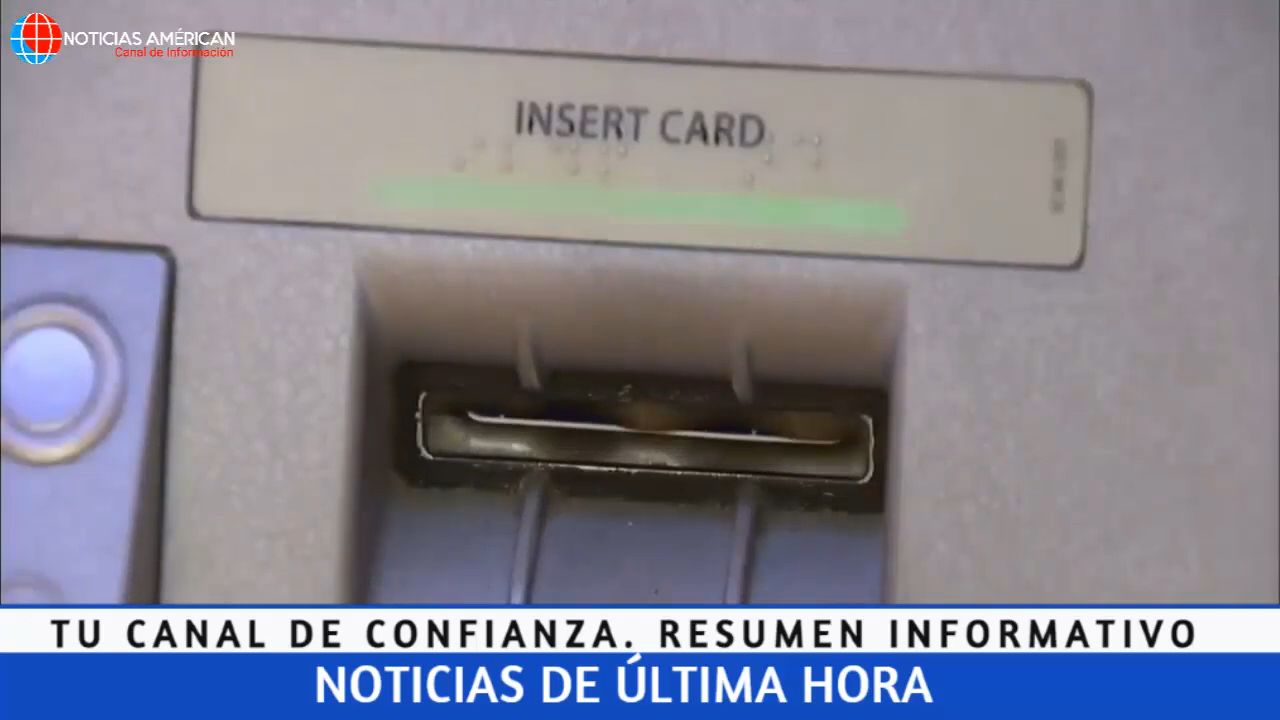 NOTICIAS AMÉRICAN
Canal de Información
INSERT CARD
TU CANAL DE CONFIANZA. RESUMEN INFORMATIVO
NOTICIAS DE ÚLTIMA HORA